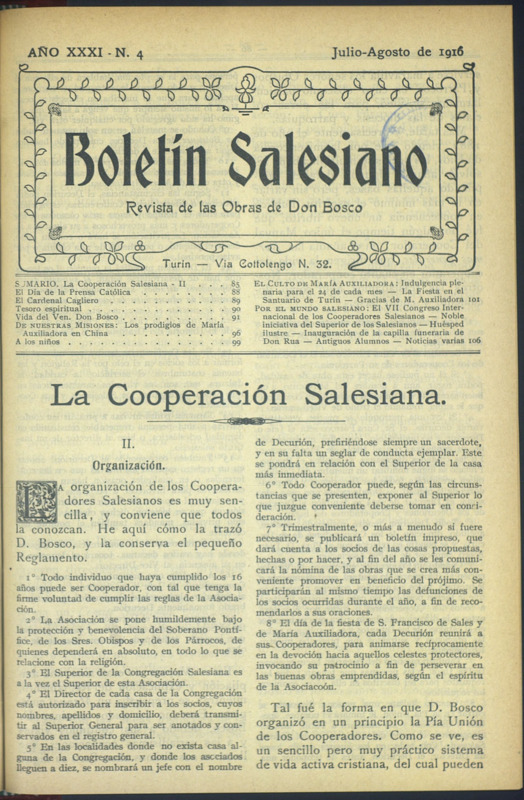 AÑO XXXI - N. 4
Julio-Agosto de 1916
Boletín Salesiano
Revista de las Obras de Don Bosco
Turín — Via Cottolengo N. 32.
SUMARIO. La Cooperación Salesiana - II . . . 85
El Día de la Prensa Católica . . . 88
El Cardenal Cagliero . . . 89
Tesoro espiritual . . . 90
Vida del Ven. Don Bosco . . . 91
DE NUESTRAS MISIONES: Los prodigios de María
Auxiliadora en China . . . 96
A los niños . . . 99
EL CULTO DE MARÍA AUXILIADORA: Indulgencia ple-
naria para el 24 de cada mes — La Fiesta en el
Santuario de Turín — Gracias de M. Auxiliadora 101
POR EL MUNDO SALESIANO: El VII Congreso Inter-
nacional de los Cooperadores Salesianos — Noble
iniciativa del Superior de los Salesianos — Huésped
ilustre — Inauguración de la capilla funeraria de
Don Rua — Antiguos Alumnos — Noticias varias 106
La Cooperación Salesiana.
II.
Organización.
LA organización de los Coopera-
dores Salesianos es muy sen-
cilla, y conviene que todos
la conozcan. He aquí cómo la trazó
D. Bosco, y la conserva el pequeño
Reglamento.
1° Todo individuo que haya cumplido los 16
años puede ser Cooperador, con tal que tenga la
firme voluntad de cumplir las reglas de la Asocia-
ción.
2° La Asociación se pone humildemente bajo
la protección y benevolencia del Soberano Pontí-
fice, de los Sres. Obispos y de los Párrocos, de
quienes dependerá en absoluto, en todo lo que se
relacione con la religión.
3° El Superior de la Congregación Salesiana es
a la vez el Superior de esta Asociación.
4° El Director de cada casa de la Congregación
está autorizado para inscribir a los socios, cuyos
nombres, apellidos y domicilio, deberá transmi-
tir al Superior General para ser anotados y con-
servados en el registro general.
5° En las localidades donde no exista casa al-
guna de la Congregación, y donde los asociados
lleguen a diez, se nombrará un jefe con el nombre
de Decurión, prefiriéndose siempre un sacerdote,
y en su falta un seglar de conducta ejemplar. Este
se pondrá en relación con el Superior de la casa
más inmediata.
6° Todo Cooperador puede, según las circuns-
tancias que se presenten, exponer al Superior lo
que juzgue conveniente deberse tomar en consi-
deración.
7° Trimestralmente, o más a menudo si fuere
necesario, se publicará un boletín impreso, que
dará cuenta a los socios de las cosas propuestas,
hechas o por hacer, y al fin del año se les comuni-
cará la nómina de las obras que se crea más con-
veniente promover en beneficio del prójimo. Se
participarán al mismo tiempo las defunciones de
los socios ocurridas durante el año, a fin de reco-
mendarlos a sus oraciones.
8° El día de la fiesta de S. Francisco de Sales y
de María Auxiliadora, cada Decurión reunirá a
sus Cooperadores, para animarse recíprocamente
en la devoción hacia aquellos celestes protectores,
invocando su patrocinio a fin de perseverar en
las buenas obras emprendidas, según el espíritu
de la Asociacoón.
Tal fué la forma en que D. Bosco
organizó en un principio la Pía Unión
de los Cooperadores. Como se ve, es
un sencillo pero muy práctico sistema
de vida activa cristiana, del cual pueden